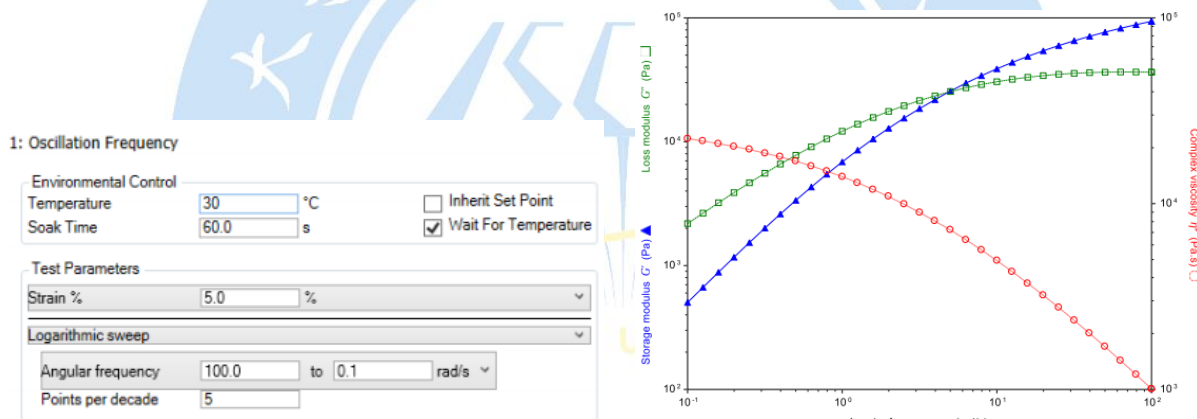 1: Oscillation Frequency
Environmental Control
Temperature 30 °C Inherit Set Point
Soak Time 60.0 s Wait For Temperature
Test Parameters
Strain % 5.0 %
Logarithmic sweep
Angular frequency 100.0 to 0.1 rad/s
Points per decade 5
Storage modulus G' (Pa) ▲
Loss modulus G'' (Pa) □
10⁵
10⁴
10³
10²
10⁻¹
10⁰
10¹
10²
10⁵
10⁴
10³
Complex viscosity η* (Pa.s) ○